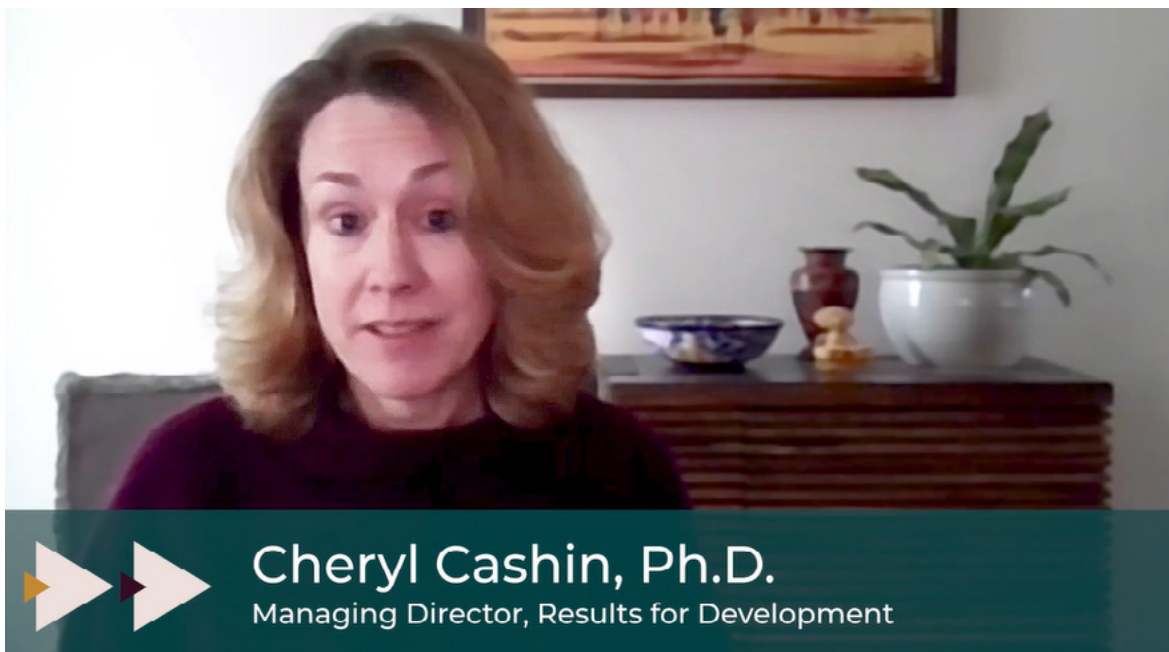 Cheryl Cashin, Ph.D.
Managing Director, Results for Development